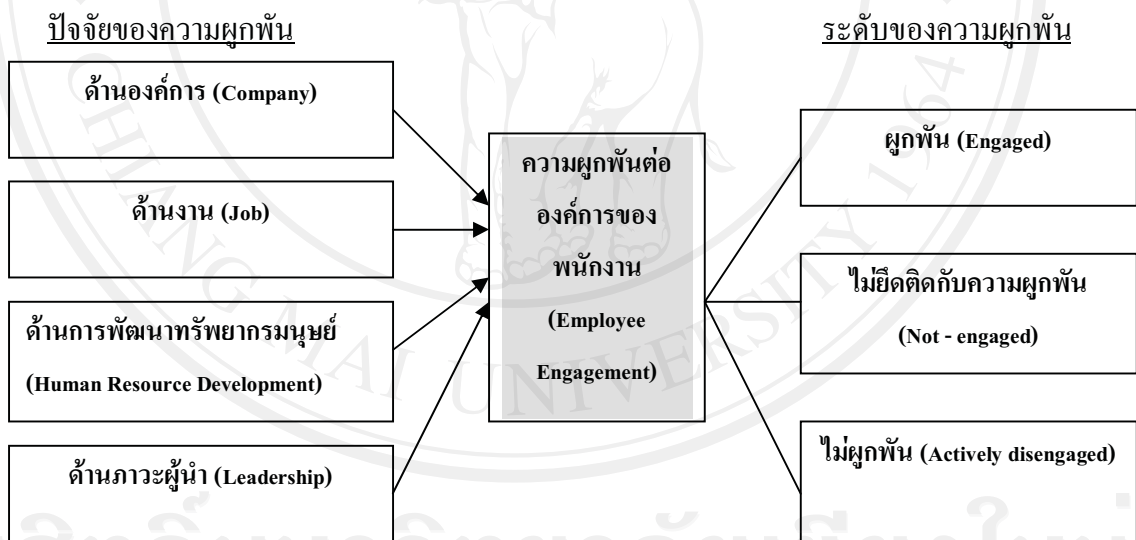 ปัจจัยของความผูกพัน
ระดับของความผูกพัน
ด้านองค์การ (Company)
ด้านงาน (Job)
ด้านการพัฒนาทรัพยากรมนุษย์
(Human Resource Development)
ด้านภาวะผู้นำ (Leadership)
ความผูกพันต่อ
องค์การของ
พนักงาน
(Employee
Engagement)
ผูกพัน (Engaged)
ไม่ยึดติดกับความผูกพัน
(Not - engaged)
ไม่ผูกพัน (Actively disengaged)
CHIANG MAI UNIVERSITY 1964